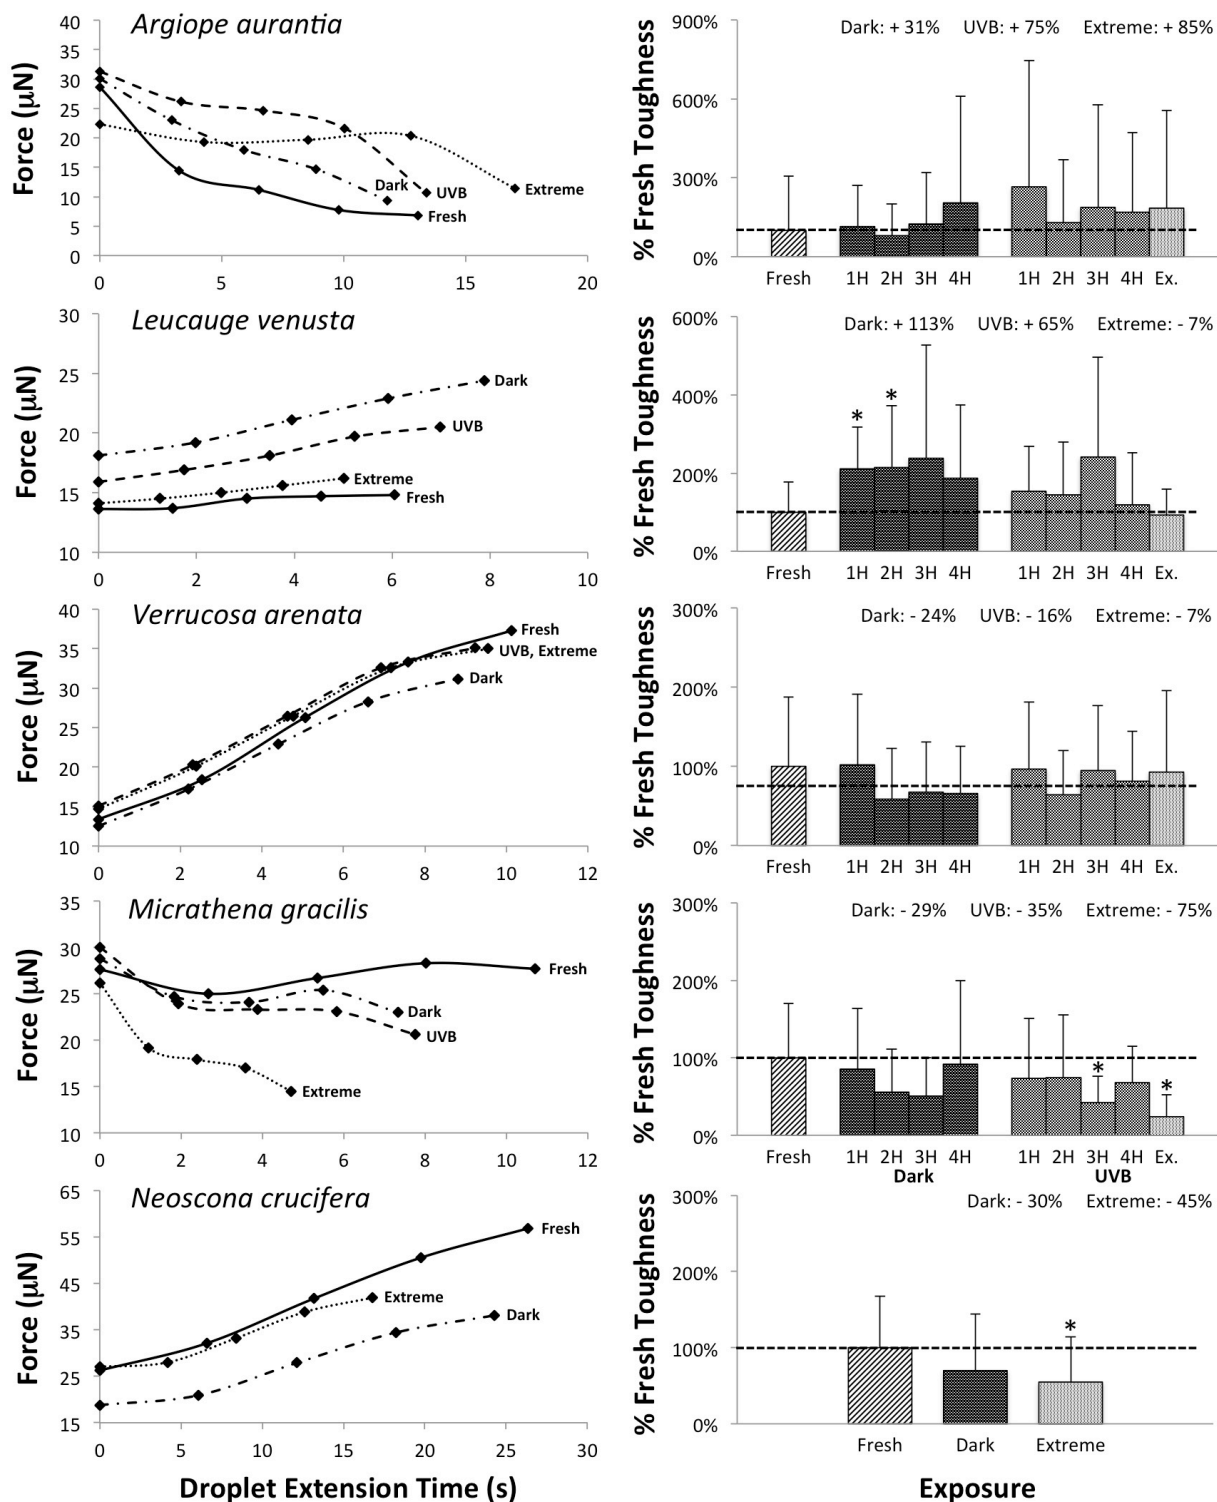 Argiope aurantia
Force (μN)
40
35
30
25
20
15
10
5
0
Dark
UVB
Extreme
Fresh
0 5 10 15 20
% Fresh Toughness
900%
600%
300%
0%
Dark: + 31% UVB: + 75% Extreme: + 85%
Fresh 1H 2H 3H 4H 1H 2H 3H 4H Ex.
Leucauge venusta
Force (μN)
30
25
20
15
10
Dark
UVB
Extreme
Fresh
0 2 4 6 8 10
% Fresh Toughness
600%
400%
200%
0%
Dark: + 113% UVB: + 65% Extreme: - 7%
* *
Fresh 1H 2H 3H 4H 1H 2H 3H 4H Ex.
Verrucosa arenata
Force (μN)
40
35
30
25
20
15
10
Fresh
UVB, Extreme
Dark
0 2 4 6 8 10 12
% Fresh Toughness
300%
200%
100%
0%
Dark: - 24% UVB: - 16% Extreme: - 7%
Fresh 1H 2H 3H 4H 1H 2H 3H 4H Ex.
Micrathena gracilis
Force (μN)
35
30
25
20
15
10
Fresh
Dark
UVB
Extreme
0 2 4 6 8 10 12
% Fresh Toughness
300%
200%
100%
0%
Dark: - 29% UVB: - 35% Extreme: - 75%
* *
Fresh 1H 2H 3H 4H 1H 2H 3H 4H Ex.
Dark UVB
Neoscona crucifera
Force (μN)
65
55
45
35
25
15
Fresh
Extreme
Dark
0 5 10 15 20 25 30
Droplet Extension Time (s)
% Fresh Toughness
300%
200%
100%
0%
Dark: - 30% Extreme: - 45%
*
Fresh Dark Extreme
Exposure